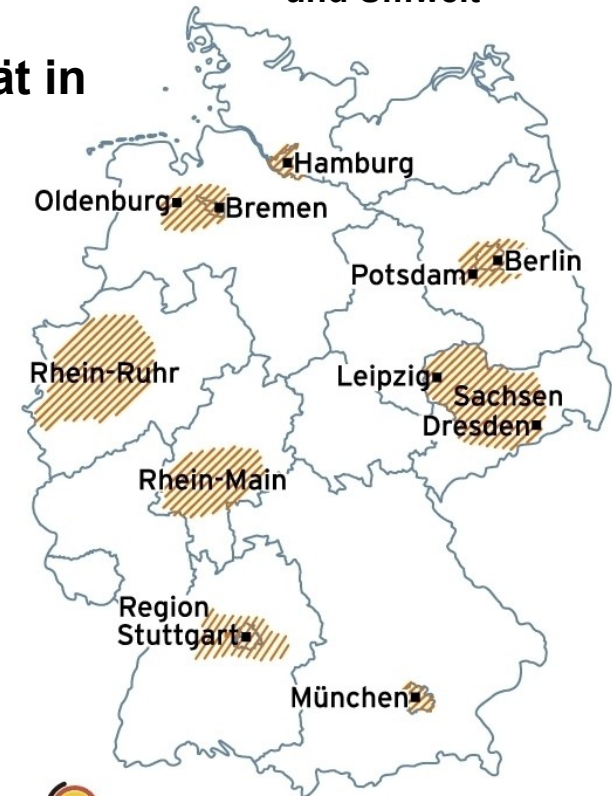 ät in
Hamburg
Oldenburg
Bremen
Berlin
Potsdam
Rhein-Ruhr
Leipzig
Sachsen
Dresden
Rhein-Main
Region
Stuttgart
München